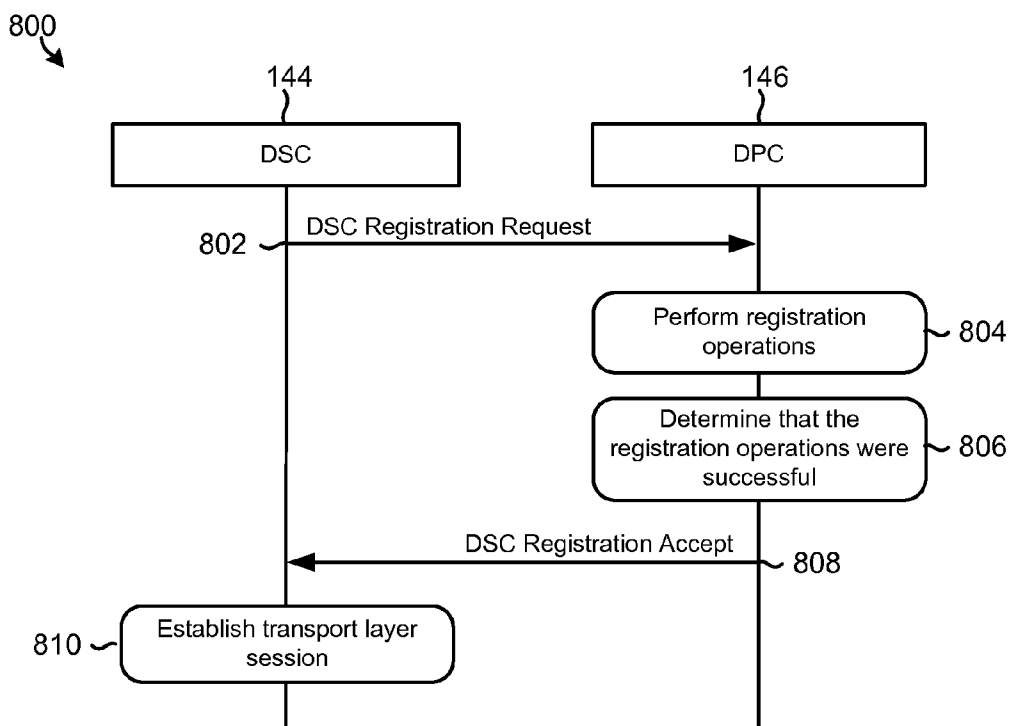 800
144
146
DSC
DPC
DSC Registration Request
802
Perform registration
operations
804
Determine that the
registration operations were
successful
806
DSC Registration Accept
808
Establish transport layer
session
810